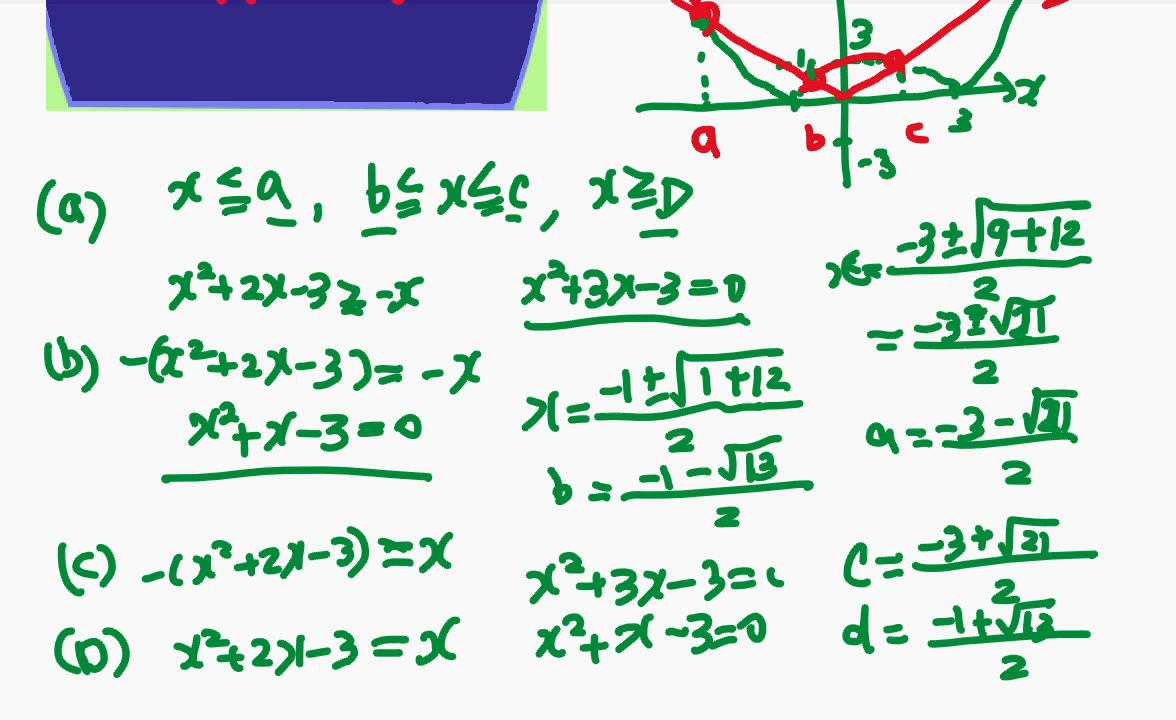 3
x
a b c 3
-3
(a) x ≤ a, b ≤ x ≤ c, x ≥ D
x²+2x-3 ≥ -x x²+3x-3=0 x = (-3±√(9+12))/2
= (-3±√21)/2
(b) -(x²+2x-3) = -x x = (-1±√(1+12))/2
x²+x-3=0 b = (-1-√13)/2 a = (-3-√21)/2
(c) -(x²+2x-3) = x x²+3x-3=0 c = (-3+√21)/2
(D) x²+2x-3 = x x²+x-3=0 d = (-1+√13)/2